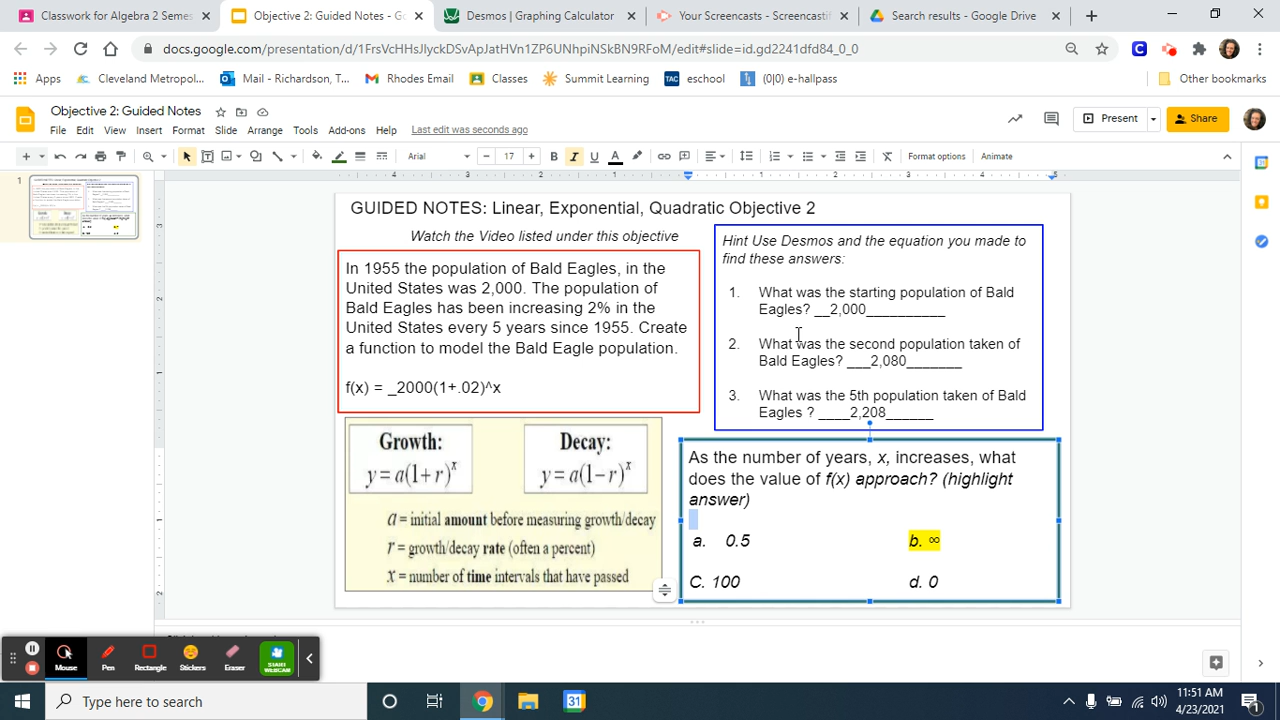 Classwork for Algebra 2 Semes
Objective 2: Guided Notes - Go
Desmos | Graphing Calculator
Your Screencasts - Screencastify
Search results - Google Drive
docs.google.com/presentation/d/
/edit#slide=id.gd2241dfd84_0_0
Apps
Cleveland Metropol...
Mail - Richardson, T...
Rhodes Email
Classes
Summer Learning
TAC
eschool
(0|0) e-hallpass
Other bookmarks
Objective 2: Guided Notes
File Edit View Insert Format Slide Arrange Tools Add-ons Help Last edit was seconds ago
Present
Share
Arial
17
Format options
Animate
1
GUIDED NOTES: Linear, Exponential, Quadratic Objective 2
Watch the Video listed under this objective
In 1955 the population of Bald Eagles, in the
United States was 2,000. The population of
Bald Eagles has been increasing 2% in the
United States every 5 years since 1955. Create
a function to model the Bald Eagle population.
f(x) = _2000(1+.02)^x
Hint Use Desmos and the equation you made to
find these answers:
1. What was the starting population of Bald
Eagles? __2,000__________
2. What was the second population taken of
Bald Eagles? ___2,080_______
3. What was the 5th population taken of Bald
Eagles ? ____2,208______
Growth:
y = a(1+r)^x
Decay:
y = a(1−r)^x
a = initial amount before measuring growth/decay
r = growth/decay rate (often a percent)
x = number of time intervals that have passed
As the number of years, x, increases, what
does the value of f(x) approach? (highlight
answer)
a. 0.5
b. ∞
C. 100
d. 0
Mouse
Pen
Rectangle
Stickers
Eraser
Type here to search
31
11:51 AM
4/23/2021